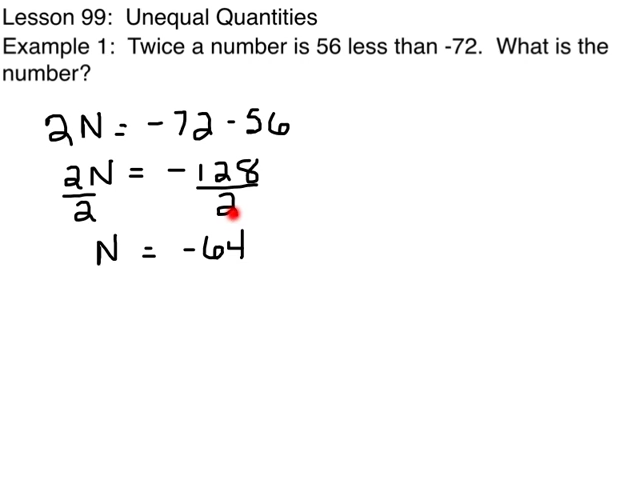 Lesson 99:  Unequal Quantities
Example 1:  Twice a number is 56 less than -72.  What is the
number?
2N = -72 - 56
2N = -128
2 2
N = -64